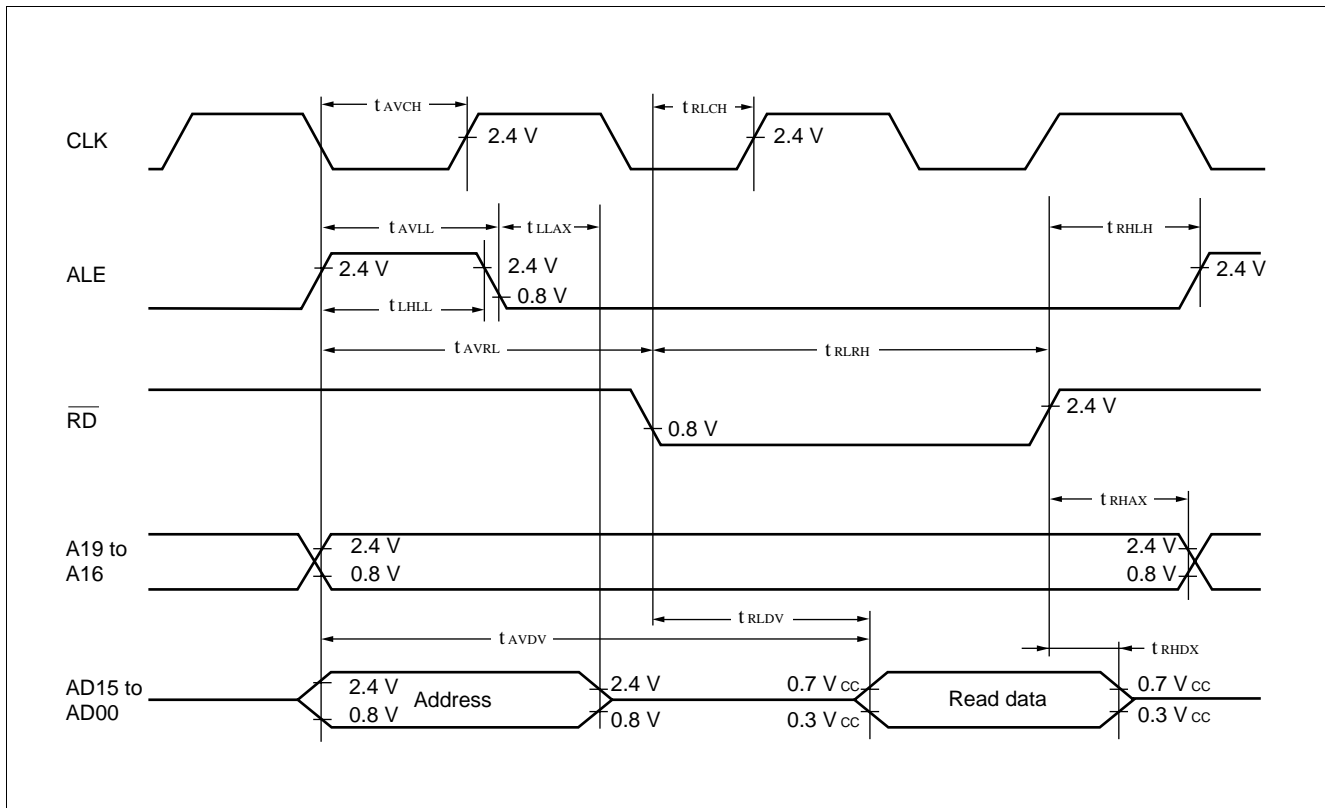 t AVCH
t RLCH
CLK
2.4 V
2.4 V
t AVLL
t LLAX
t RHLH
ALE
2.4 V
2.4 V
2.4 V
0.8 V
t LHLL
t AVRL
t RLRH
RD
2.4 V
0.8 V
t RHAX
A19 to
A16
2.4 V
2.4 V
0.8 V
0.8 V
t RLDV
t AVDV
t RHDX
AD15 to
AD00
2.4 V
0.8 V
Address
2.4 V
0.8 V
0.7 V CC
0.3 V CC
Read data
0.7 V CC
0.3 V CC